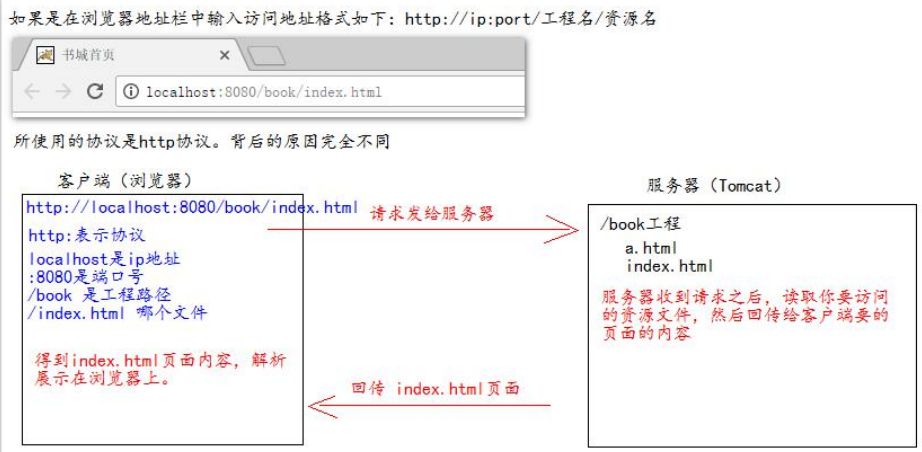 如果是在浏览器地址栏中输入访问地址格式如下：http://ip:port/工程名/资源名
书城首页
localhost:8080/book/index.html
所使用的协议是http协议。背后的原因完全不同
客户端（浏览器）
服务器（Tomcat）
http://localhost:8080/book/index.html
http:表示协议
localhost是ip地址
:8080是端口号
/book 是工程路径
/index.html 哪个文件
得到index.html页面内容，解析
展示在浏览器上。
请求发给服务器
/book工程
a.html
index.html
服务器收到请求之后，读取你要访问
的资源文件，然后回传给客户端要的
页面的内容
回传 index.html页面